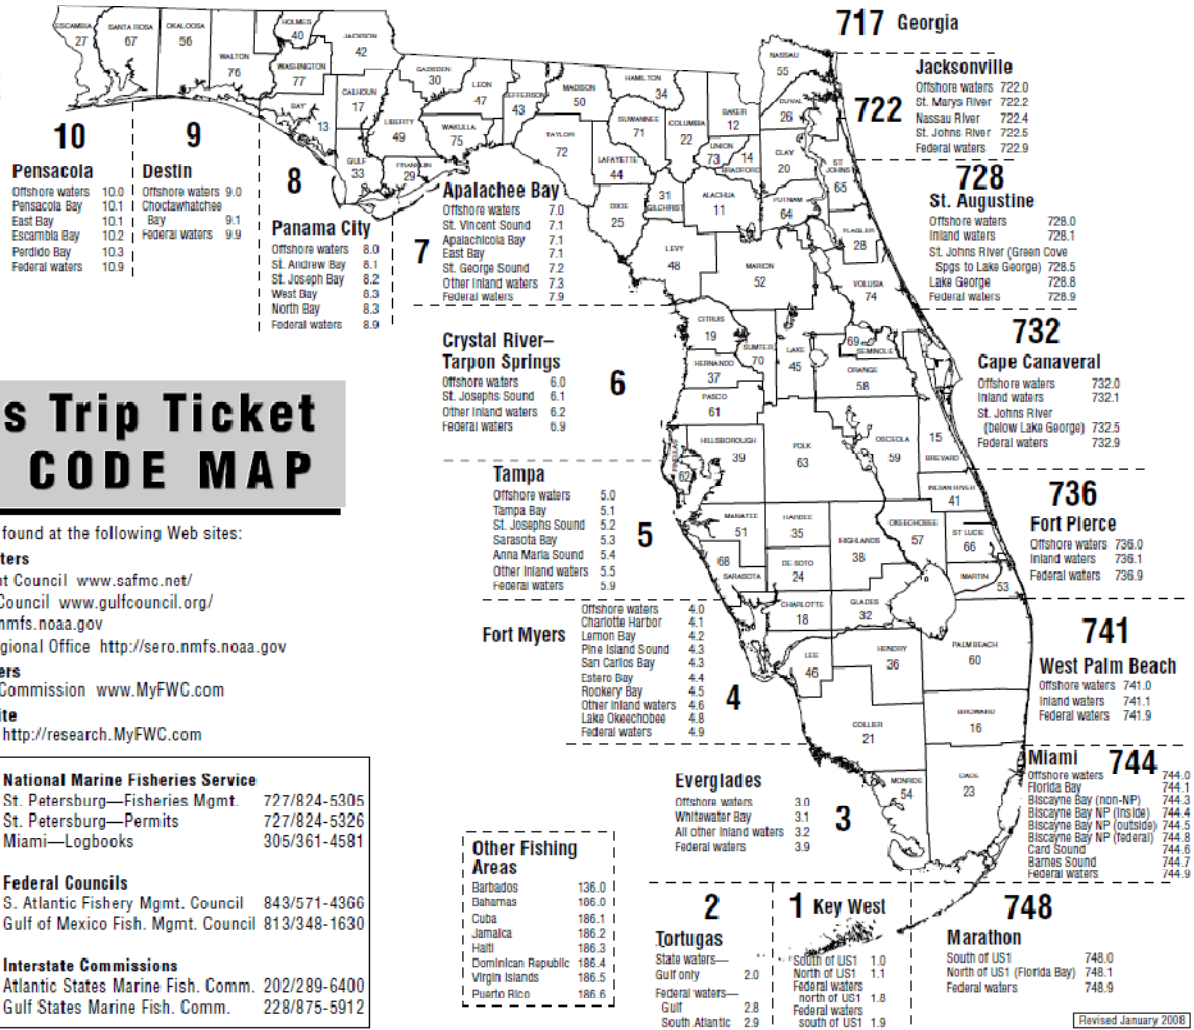 717 Georgia
ESCAMBIA
27
SANTA ROSA
67
OKALOOSA
56
WALTON
76
HOLMES
40
WASHINGTON
77
JACKSON
42
BAY
13
CALHOUN
17
GULF
33
GADSDEN
30
LIBERTY
49
FRANKLIN
29
LEON
47
WAKULLA
75
JEFFERSON
43
MADISON
50
TAYLOR
72
HAMILTON
34
SUWANNEE
71
LAFAYETTE
44
DIXIE
25
COLUMBIA
22
BAKER
12
UNION
73
14
BRADFORD
31
GILCHRIST
ALACHUA
11
LEVY
48
MARION
52
NASSAU
55
DUVAL
26
CLAY
20
ST JOHNS
65
PUTNAM
64
FLAGLER
28
VOLUSIA
74
CITRUS
19
SUMTER
70
LAKE
45
69
SEMINOLE
ORANGE
58
HERNANDO
37
PASCO
61
HILLSBOROUGH
39
PINELLAS
62
POLK
63
OSCEOLA
59
15
BREVARD
INDIAN RIVER
41
MANATEE
51
HARDEE
35
HIGHLANDS
38
OKEECHOBEE
57
ST LUCIE
66
68
SARASOTA
DE SOTO
24
MARTIN
53
CHARLOTTE
18
GLADES
32
LEE
46
HENDRY
36
PALM BEACH
60
COLLIER
21
BROWARD
16
MONROE
54
DADE
23
10
Pensacola
Offshore waters 10.0
Pensacola Bay 10.1
East Bay 10.1
Escambia Bay 10.2
Perdido Bay 10.3
Federal waters 10.9
9
Destin
Offshore waters 9.0
Choctawhatchee
Bay 9.1
Federal waters 9.9
8
Panama City
Offshore waters 8.0
St. Andrew Bay 8.1
St. Joseph Bay 8.2
West Bay 8.3
North Bay 8.3
Federal waters 8.9
7
Apalachee Bay
Offshore waters 7.0
St. Vincent Sound 7.1
Apalachicola Bay 7.1
East Bay 7.1
St. George Sound 7.2
Other Inland waters 7.3
Federal waters 7.9
Crystal River–
Tarpon Springs
6
Offshore waters 6.0
St. Josephs Sound 6.1
Other Inland waters 6.2
Federal waters 6.9
Tampa
5
Offshore waters 5.0
Tampa Bay 5.1
St. Josephs Sound 5.2
Sarasota Bay 5.3
Anna Maria Sound 5.4
Other Inland waters 5.5
Federal waters 5.9
Fort Myers
4
Offshore waters 4.0
Charlotte Harbor 4.1
Lemon Bay 4.2
Pine Island Sound 4.3
San Carlos Bay 4.3
Estero Bay 4.4
Rookery Bay 4.5
Other Inland waters 4.6
Lake Okeechobee 4.8
Federal waters 4.9
Everglades
3
Offshore waters 3.0
Whitewater Bay 3.1
All other Inland waters 3.2
Federal waters 3.9
2
Tortugas
State waters—
Gulf only 2.0
Federal waters—
Gulf 2.8
South Atlantic 2.9
1 Key West
South of US1 1.0
North of US1 1.1
Federal waters
north of US1 1.8
Federal waters
south of US1 1.9
748
Marathon
South of US1 748.0
North of US1 (Florida Bay) 748.1
Federal waters 748.9
Jacksonville
722
Offshore waters 722.0
St. Marys River 722.2
Nassau River 722.4
St. Johns River 722.5
Federal waters 722.9
728
St. Augustine
Offshore waters 728.0
Inland waters 728.1
St. Johns River (Green Cove
Spgs to Lake George) 728.5
Lake George 728.8
Federal waters 728.9
732
Cape Canaveral
Offshore waters 732.0
Inland waters 732.1
St. Johns River
(below Lake George) 732.5
Federal waters 732.9
736
Fort Pierce
Offshore waters 736.0
Inland waters 736.1
Federal waters 736.9
741
West Palm Beach
Offshore waters 741.0
Inland waters 741.1
Federal waters 741.9
Miami 744
Offshore waters 744.0
Florida Bay 744.1
Biscayne Bay (non-NP) 744.3
Biscayne Bay NP (inside) 744.4
Biscayne Bay NP (outside) 744.5
Biscayne Bay NP (federal) 744.8
Card Sound 744.6
Barnes Sound 744.7
Federal waters 744.9
s Trip Ticket
CODE MAP
found at the following Web sites:
ters
nt Council www.safmc.net/
Council www.gulfcouncil.org/
nmfs.noaa.gov
gional Office http://sero.nmfs.noaa.gov
ers
Commission www.MyFWC.com
ite
http://research.MyFWC.com
National Marine Fisheries Service
St. Petersburg—Fisheries Mgmt. 727/824-5305
St. Petersburg—Permits 727/824-5326
Miami—Logbooks 305/361-4581
Federal Councils
S. Atlantic Fishery Mgmt. Council 843/571-4366
Gulf of Mexico Fish. Mgmt. Council 813/348-1630
Interstate Commissions
Atlantic States Marine Fish. Comm. 202/289-6400
Gulf States Marine Fish. Comm. 228/875-5912
Other Fishing
Areas
Barbados 136.0
Bahamas 186.0
Cuba 186.1
Jamaica 186.2
Haiti 186.3
Dominican Republic 186.4
Virgin Islands 186.5
Puerto Rico 186.6
Revised January 2008